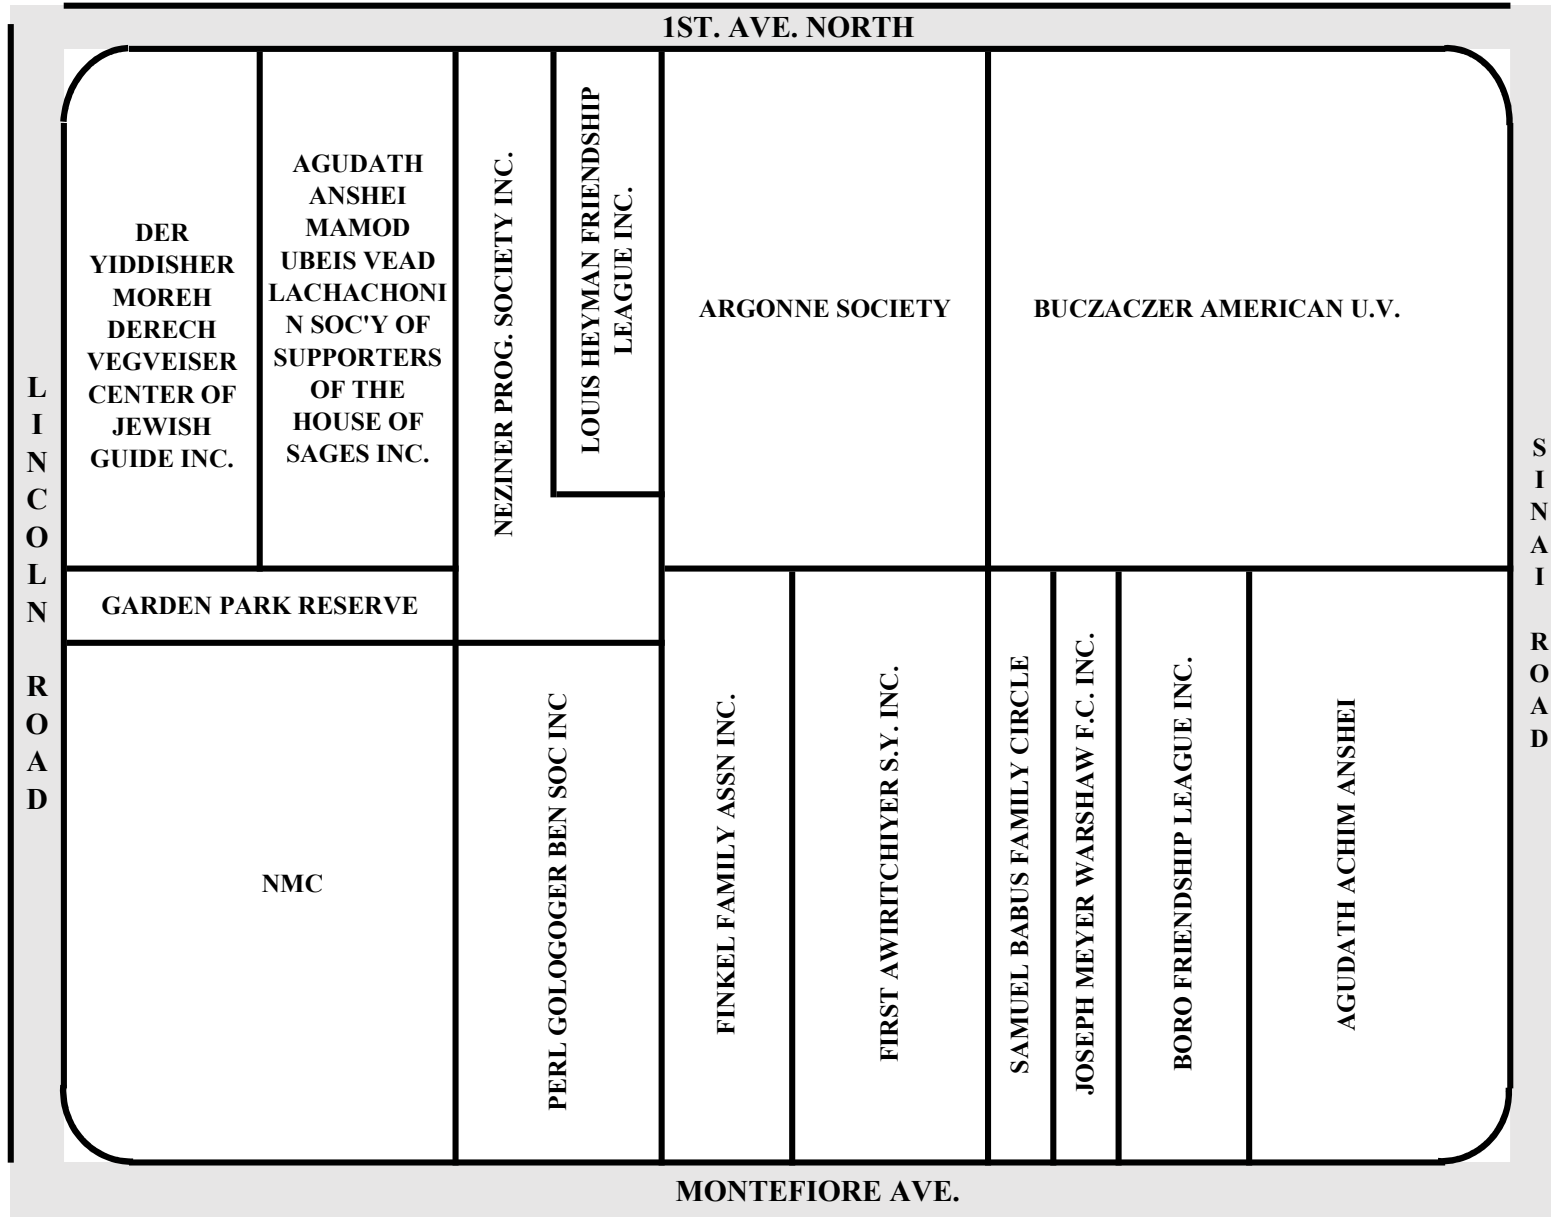 1ST. AVE. NORTH
LINCOLN ROAD
DER
YIDDISHER
MOREH
DERECH
VEGVEISER
CENTER OF
JEWISH
GUIDE INC.
AGUDATH
ANSHEI
MAMOD
UBEIS VEAD
LACHACHONI
N SOC'Y OF
SUPPORTERS
OF THE
HOUSE OF
SAGES INC.
NEZINER PROG. SOCIETY INC.
LOUIS HEYMAN FRIENDSHIP
LEAGUE INC.
ARGONNE SOCIETY
BUCZACZER AMERICAN U.V.
SINAI ROAD
GARDEN PARK RESERVE
NMC
PERL GOLOGOGER BEN SOC INC
FINKEL FAMILY ASSN INC.
FIRST AWIRITCHIYER S.Y. INC.
SAMUEL BABUS FAMILY CIRCLE
JOSEPH MEYER WARSHAW F.C. INC.
BORO FRIENDSHIP LEAGUE INC.
AGUDATH ACHIM ANSHEI
MONTEFIORE AVE.